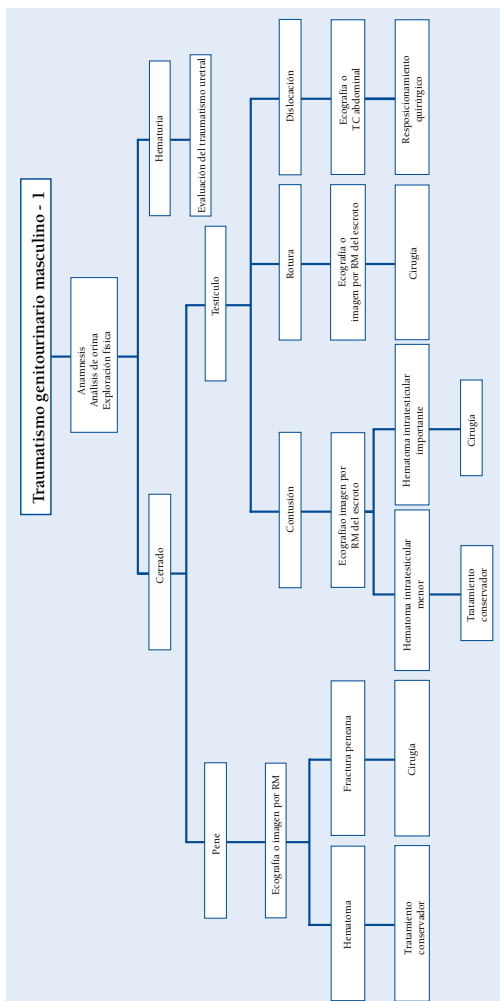 Traumatismo genitourinario masculino - 1
Anamnesis
Análisis de orina
Exploración física
Cerrado
Hematuria
Evaluación del traumatismo uretral
Pene
Testículo
Ecografía o imagen por RM
Contusión
Rotura
Dislocación
Hematoma
Fractura peneana
Ecografíao imagen por
RM del escroto
Ecografía o
imagen por RM del escroto
Ecografía o
TC abdominal
Tratamiento
conservador
Cirugía
Hematoma intratesticular
menor
Hematoma intratesticular
importante
Cirugía
Resposicionamiento
quirúrgico
Tratamiento
conservador
Cirugía